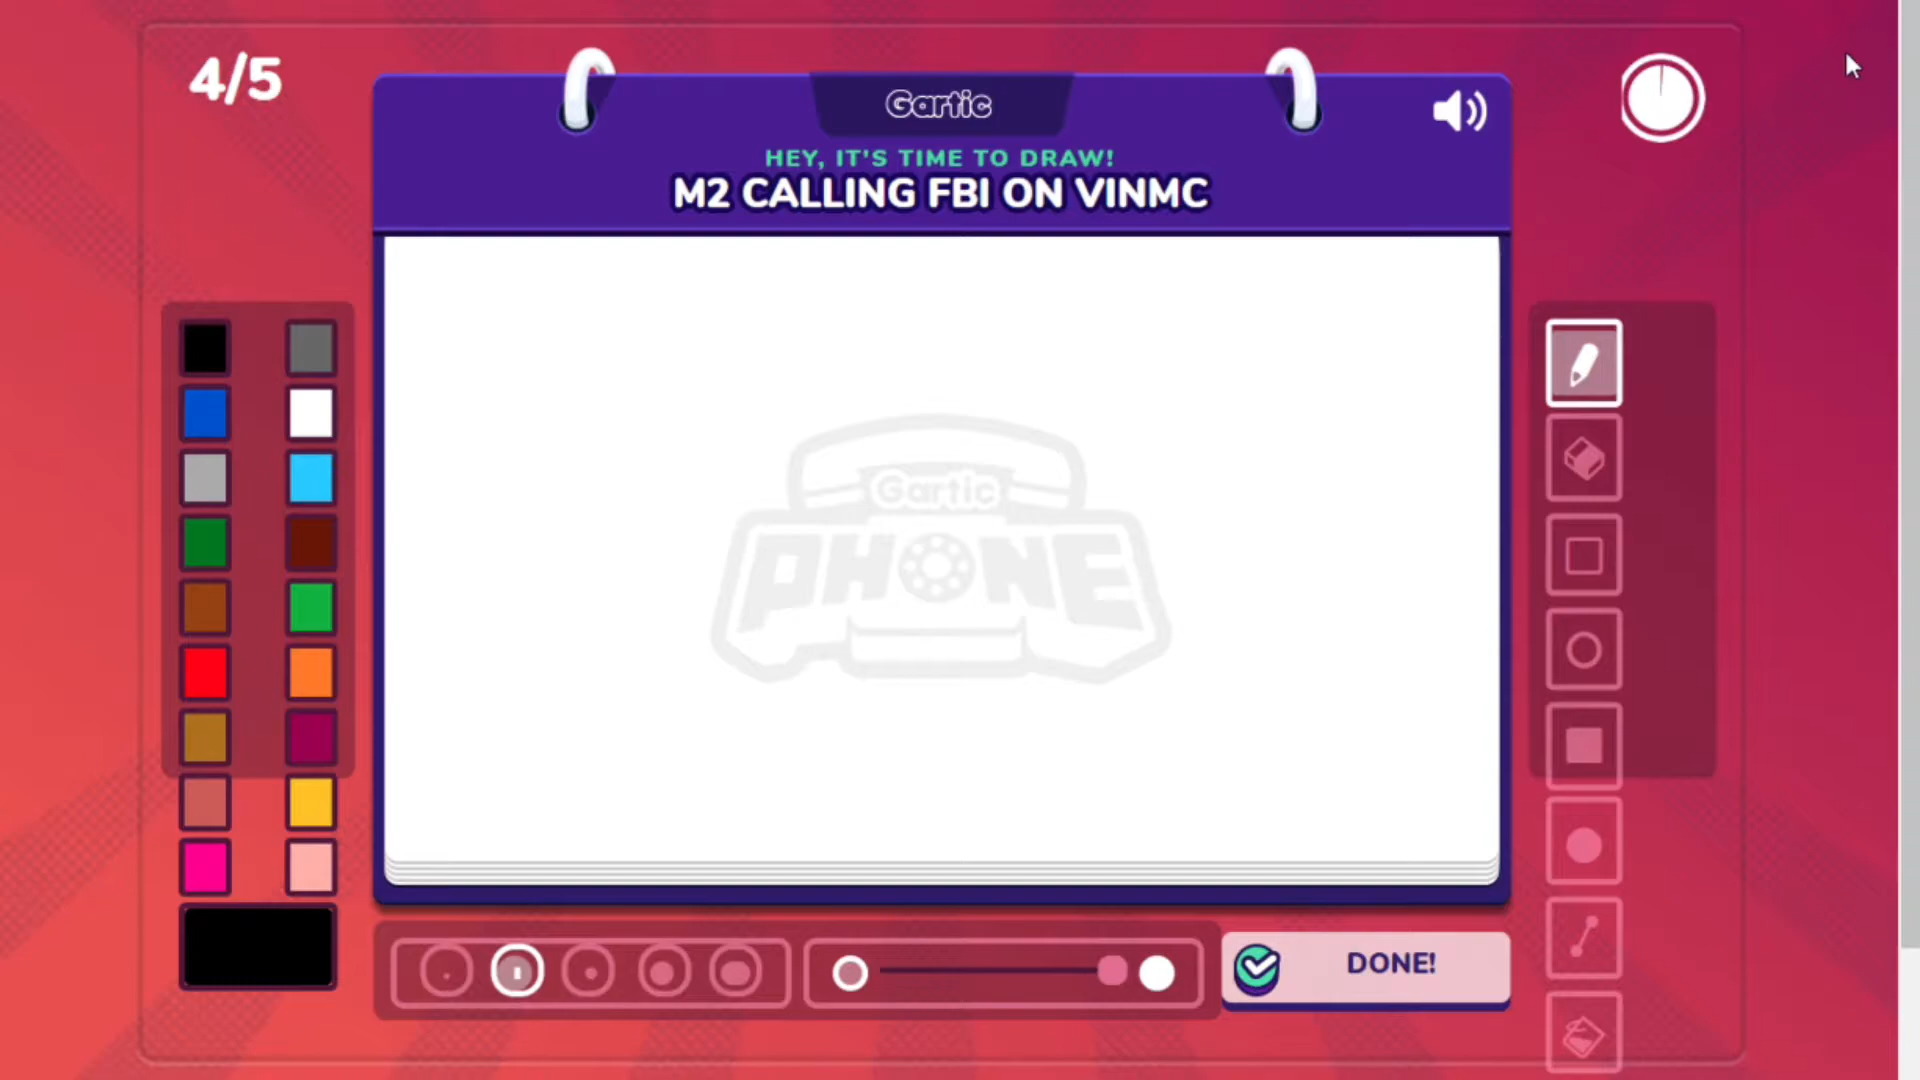 4/5
Gartic
HEY, IT'S TIME TO DRAW!
M2 CALLING FBI ON VINMC
Gartic
PHONE
DONE!